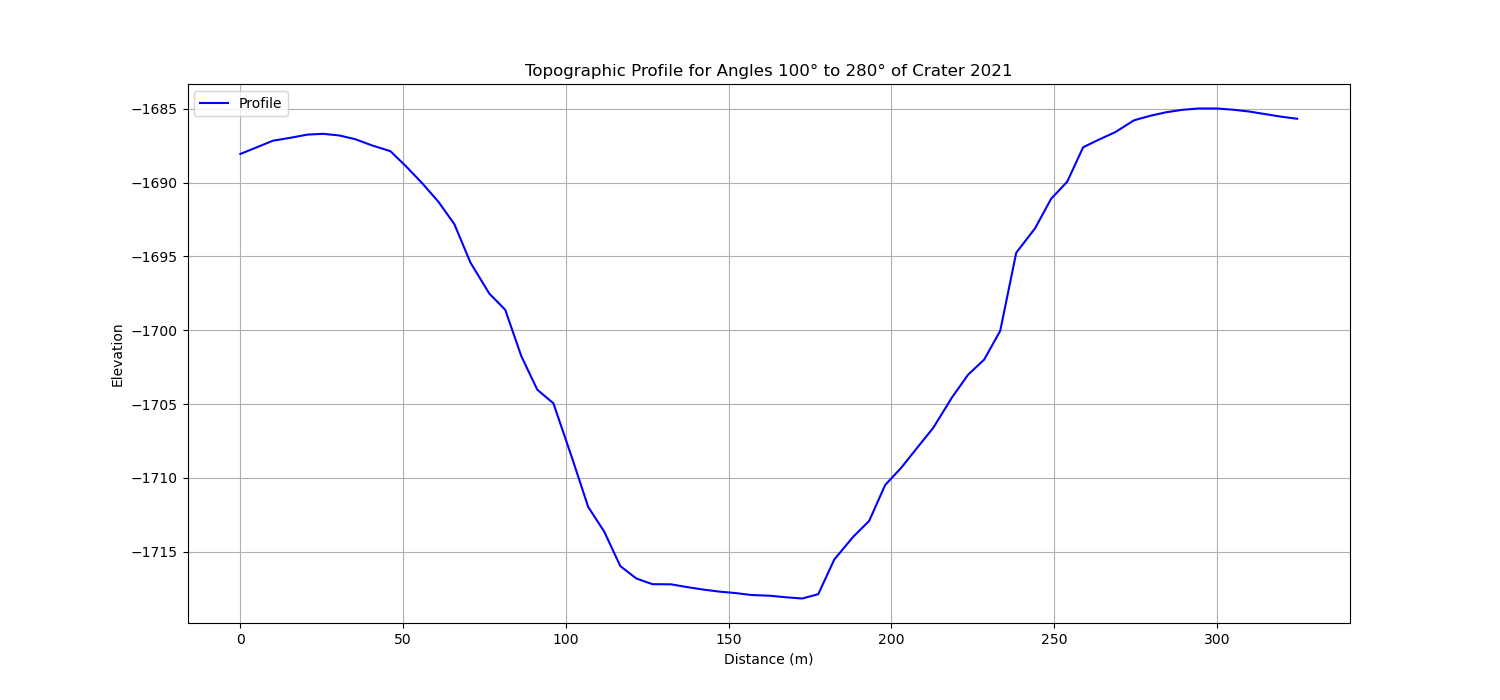 Topographic Profile for Angles 100° to 280° of Crater 2021
Profile
−1685
−1690
−1695
−1700
−1705
−1710
−1715
Elevation
0 50 100 150 200 250 300
Distance (m)